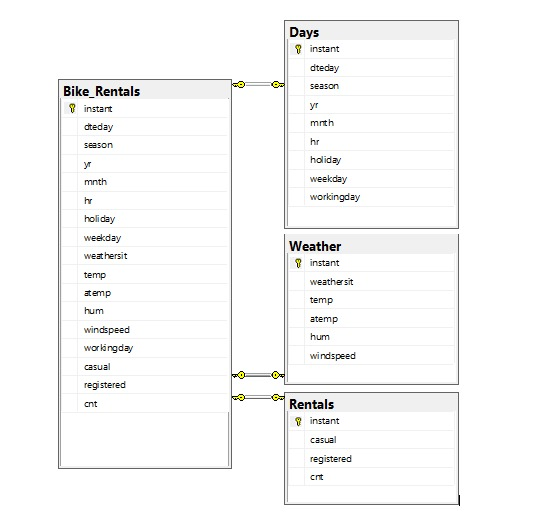 Bike_Rentals
instant
dteday
season
yr
mnth
hr
holiday
weekday
weathersit
temp
atemp
hum
windspeed
workingday
casual
registered
cnt
Days
instant
dteday
season
yr
mnth
hr
holiday
weekday
workingday
Weather
instant
weathersit
temp
atemp
hum
windspeed
Rentals
instant
casual
registered
cnt